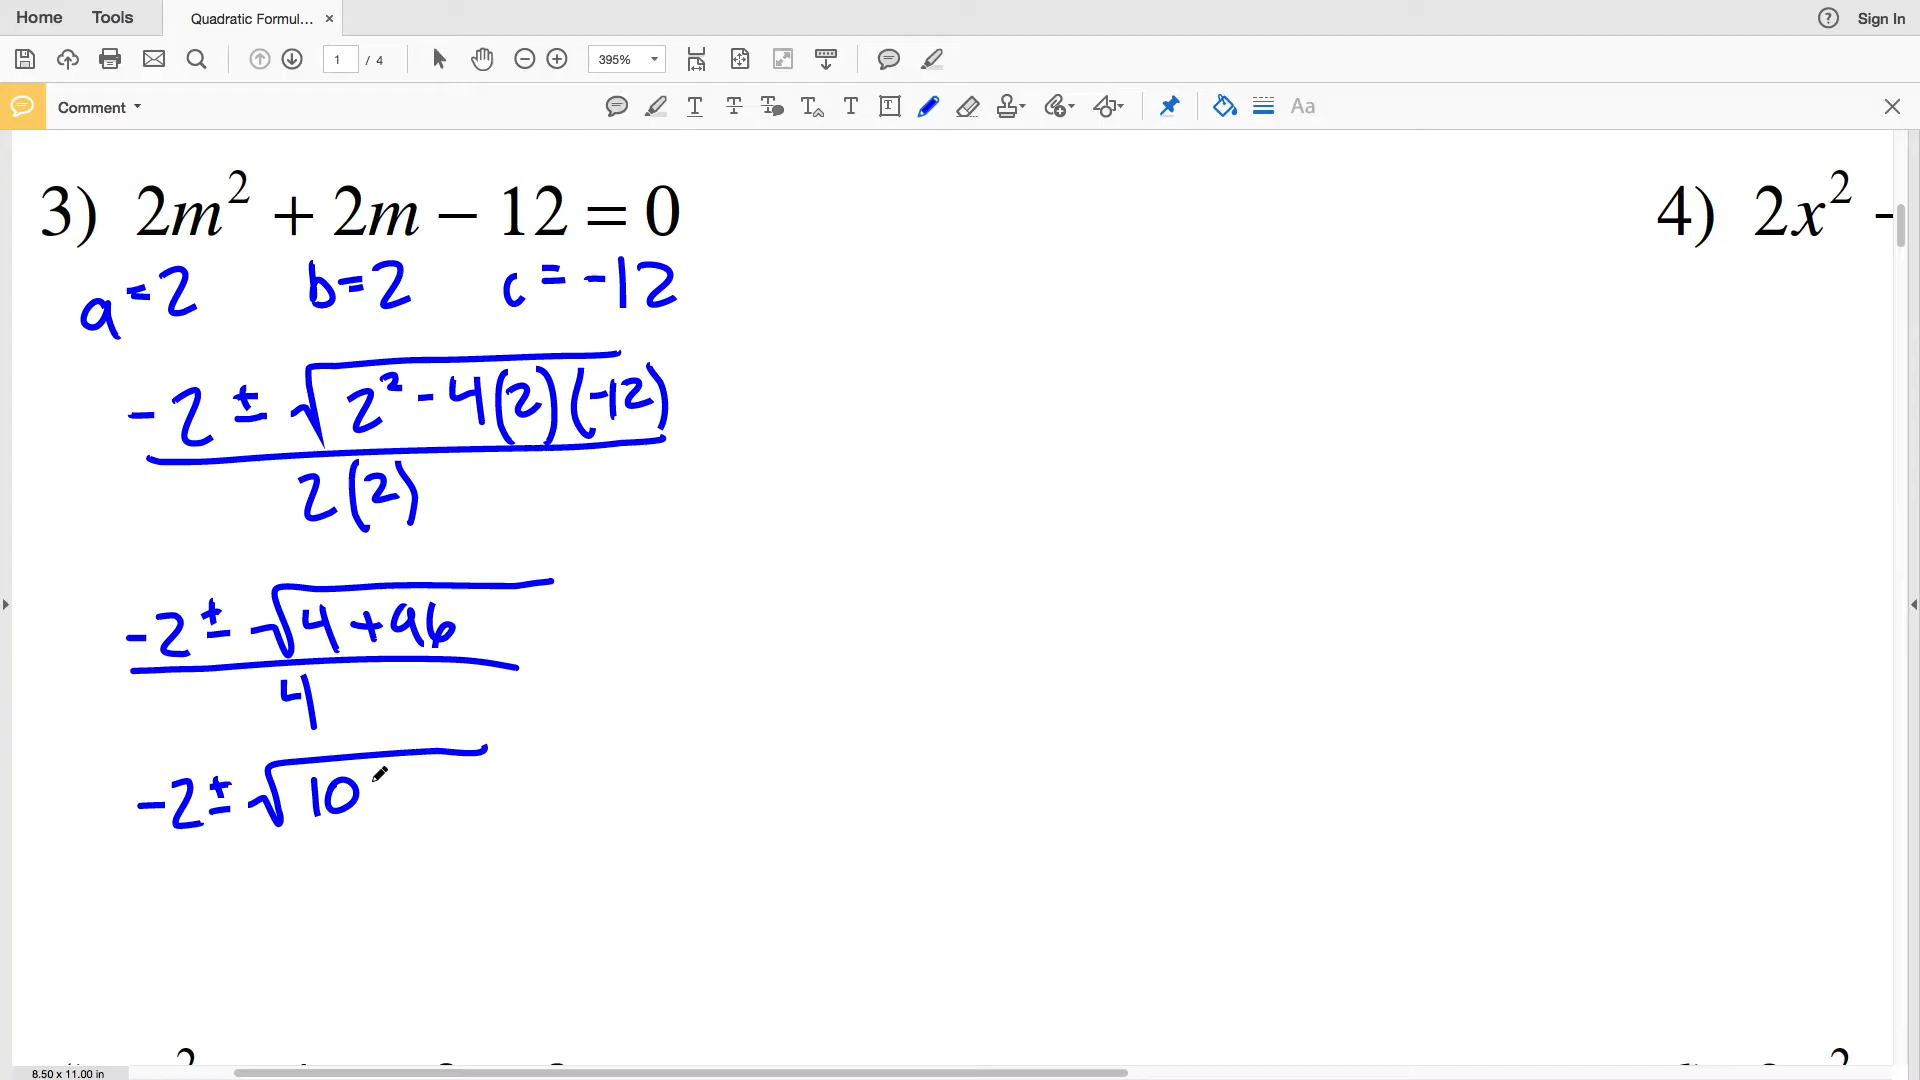 Home Tools Quadratic Formul... × ? Sign In
1 / 4 395%
Comment T T T T T T Aa
3) 2m² + 2m − 12 = 0 4) 2x² -
a=2 b=2 c=-12
-2 ± √2²-4(2)(-12)
2(2)
-2 ± √4+96
4
-2 ± √10
8.50 x 11.00 in